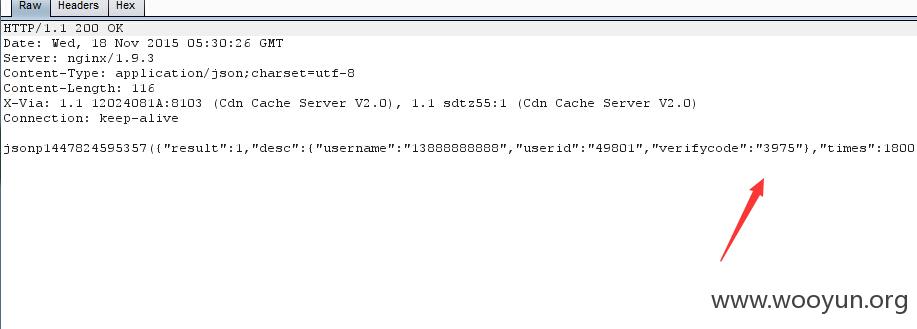 Raw Headers Hex
HTTP/1.1 200 OK
Date: Wed, 18 Nov 2015 05:30:26 GMT
Server: nginx/1.9.3
Content-Type: application/json;charset=utf-8
Content-Length: 116
X-Via: 1.1 12024081A:8103 (Cdn Cache Server V2.0), 1.1 sdtz55:1 (Cdn Cache Server V2.0)
Connection: keep-alive
jsonp1447824595357({"result":1,"desc":{"username":"13888888888","userid":"49801","verifycode":"3975"},"times":1800
www.wooyun.org